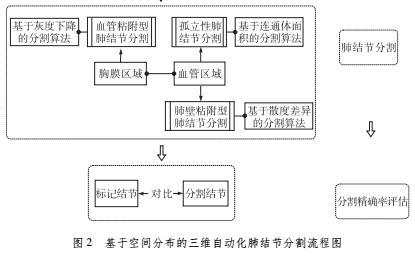 基于灰度下降
的分割算法
血管粘附型
肺结节分割
孤立性肺
结节分割
基于连通体面
积的分割算法
肺结节分割
胸膜区域
血管区域
肺壁粘附型
肺结节分割
基于散度差异
的分割算法
标记结节
对比
分割结节
分割精确率评估
图2 基于空间分布的三维自动化肺结节分割流程图